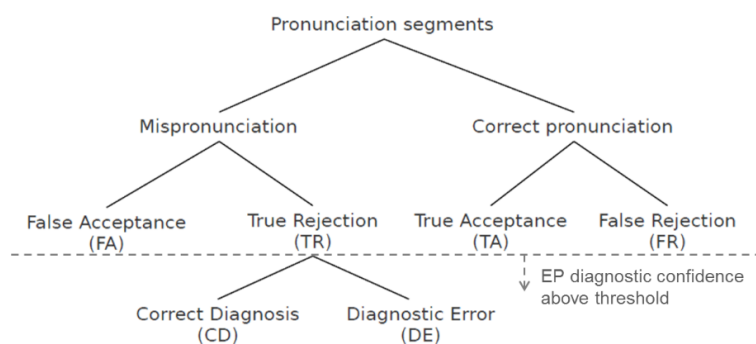 Pronunciation segments
Mispronunciation
Correct pronunciation
False Acceptance
(FA)
True Rejection
(TR)
True Acceptance
(TA)
False Rejection
(FR)
EP diagnostic confidence
above threshold
Correct Diagnosis
(CD)
Diagnostic Error
(DE)